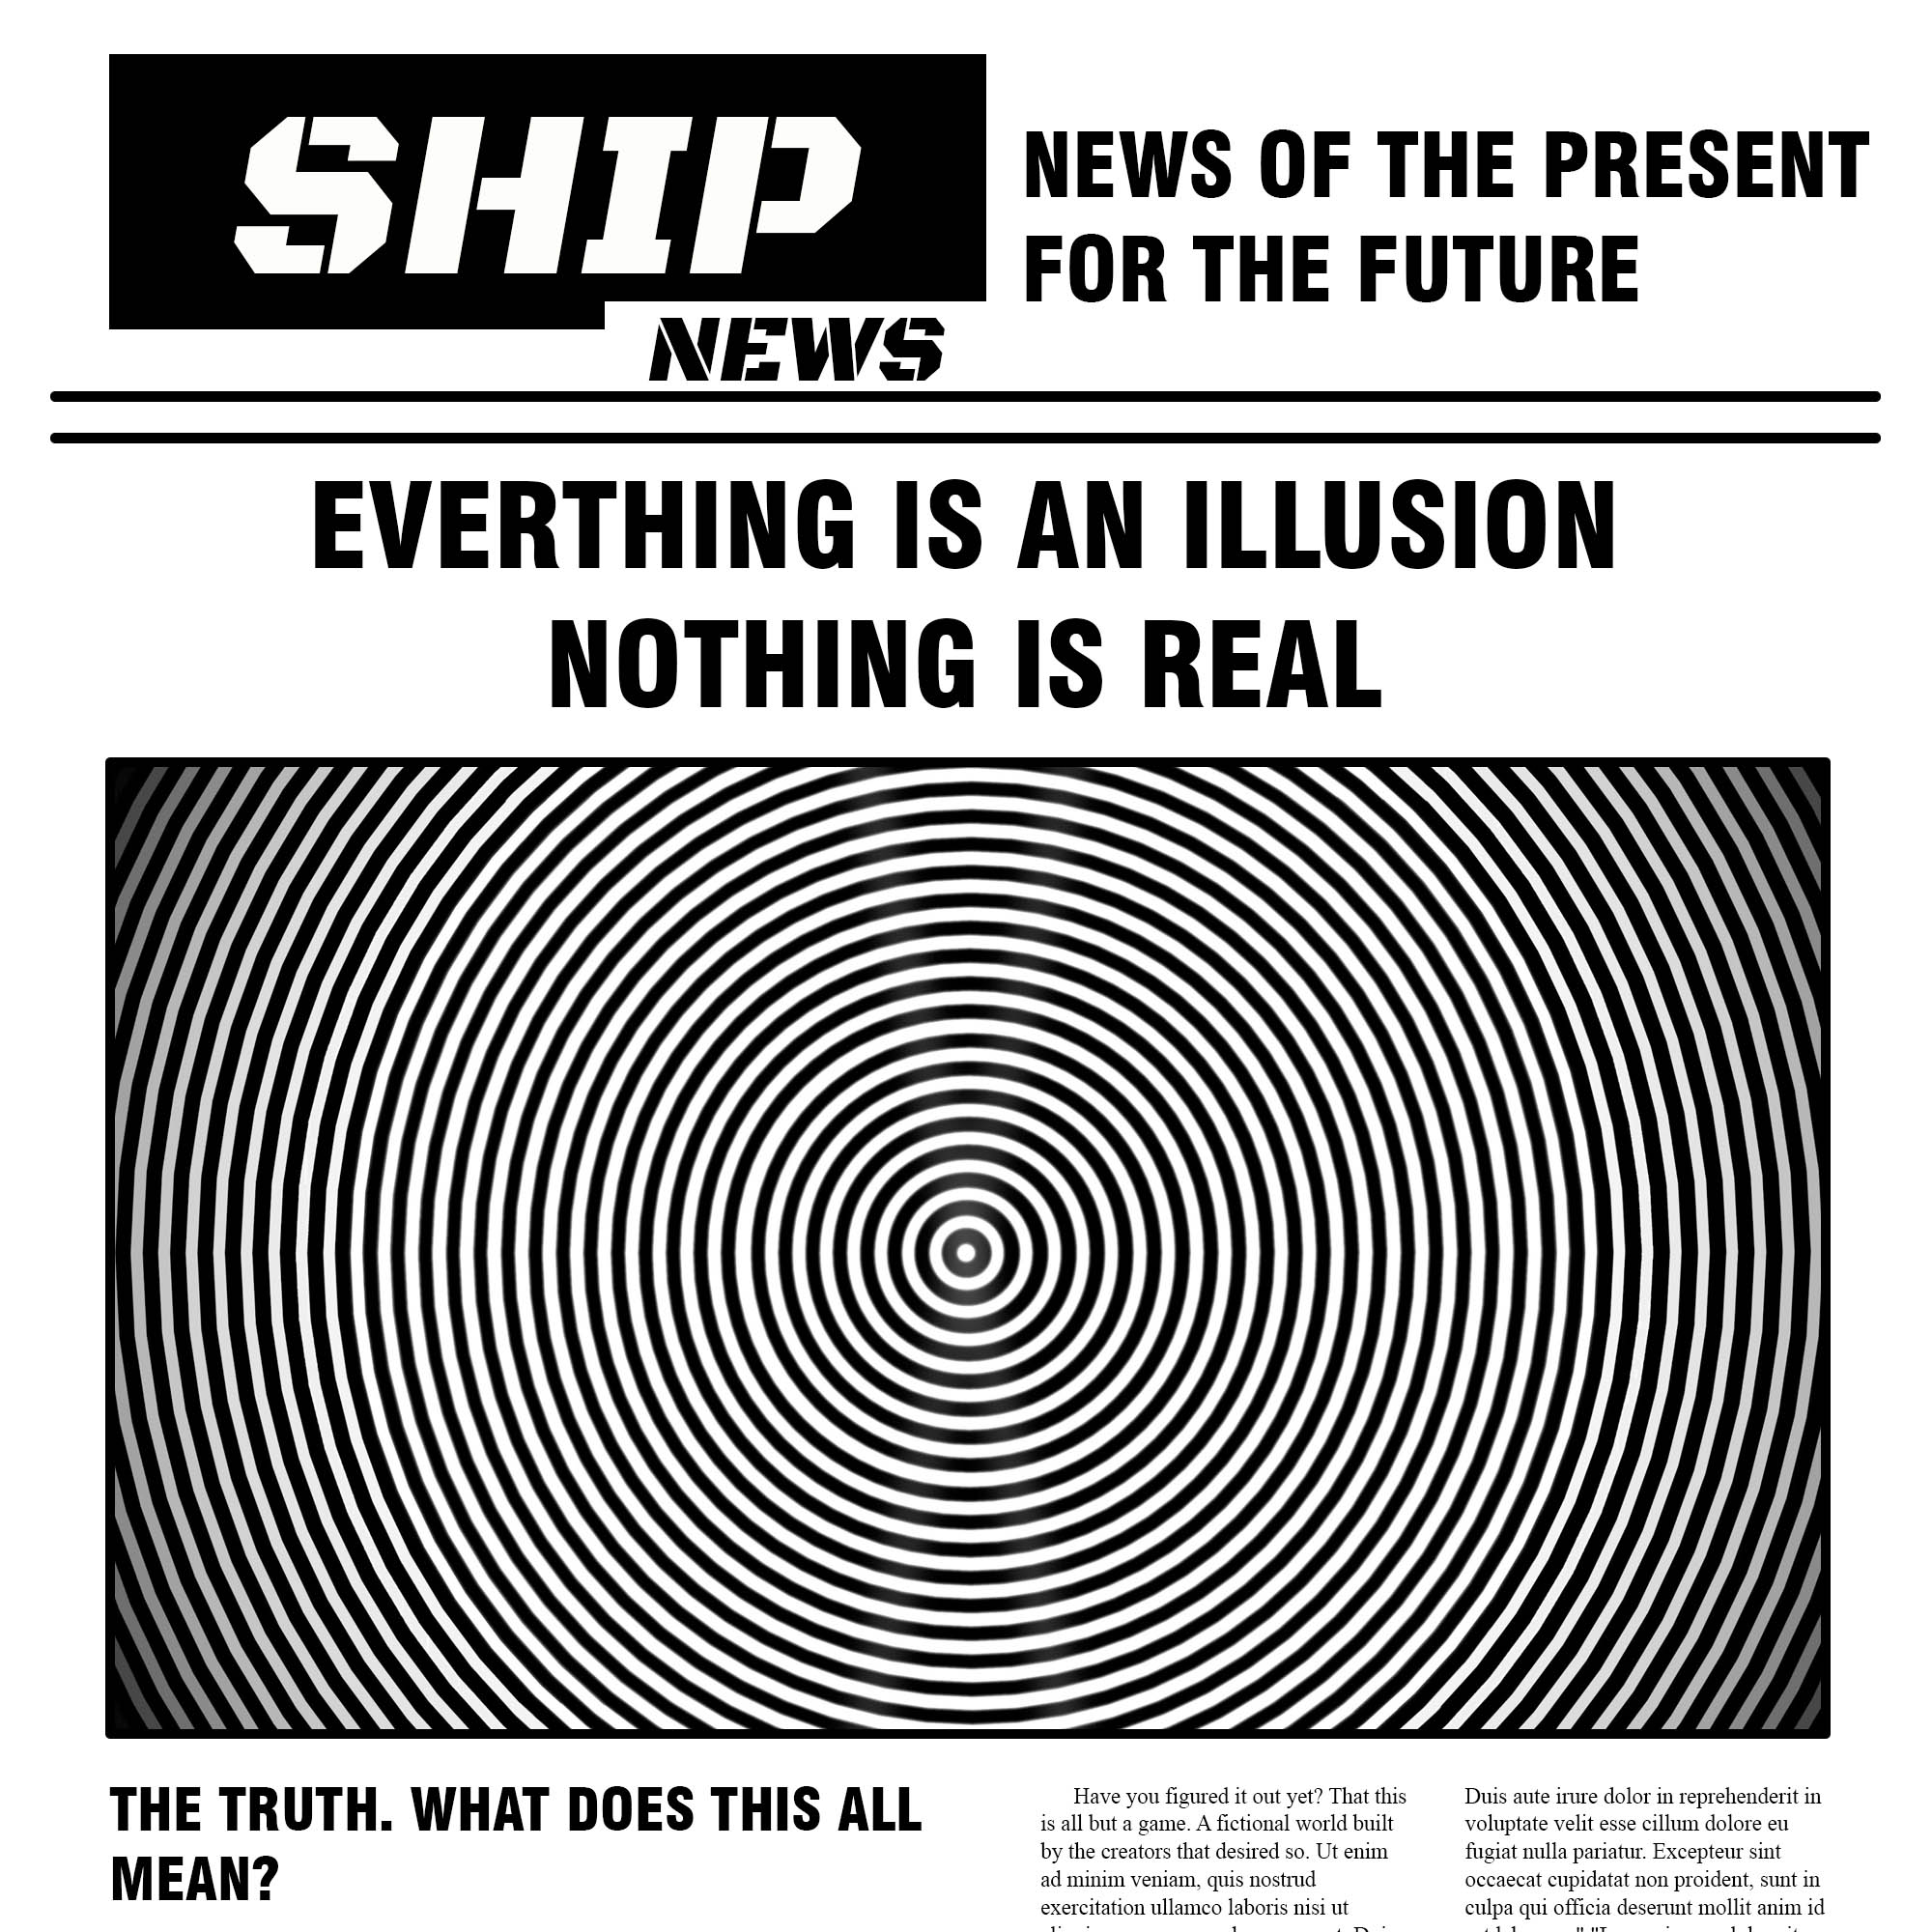 SHIP
NEWS
NEWS OF THE PRESENT
FOR THE FUTURE
EVERTHING IS AN ILLUSION
NOTHING IS REAL
THE TRUTH. WHAT DOES THIS ALL
MEAN?
Have you figured it out yet? That this
is all but a game. A fictional world built
by the creators that desired so. Ut enim
ad minim veniam, quis nostrud
exercitation ullamco laboris nisi ut
Duis aute irure dolor in reprehenderit in
voluptate velit esse cillum dolore eu
fugiat nulla pariatur. Excepteur sint
occaecat cupidatat non proident, sunt in
culpa qui officia deserunt mollit anim id